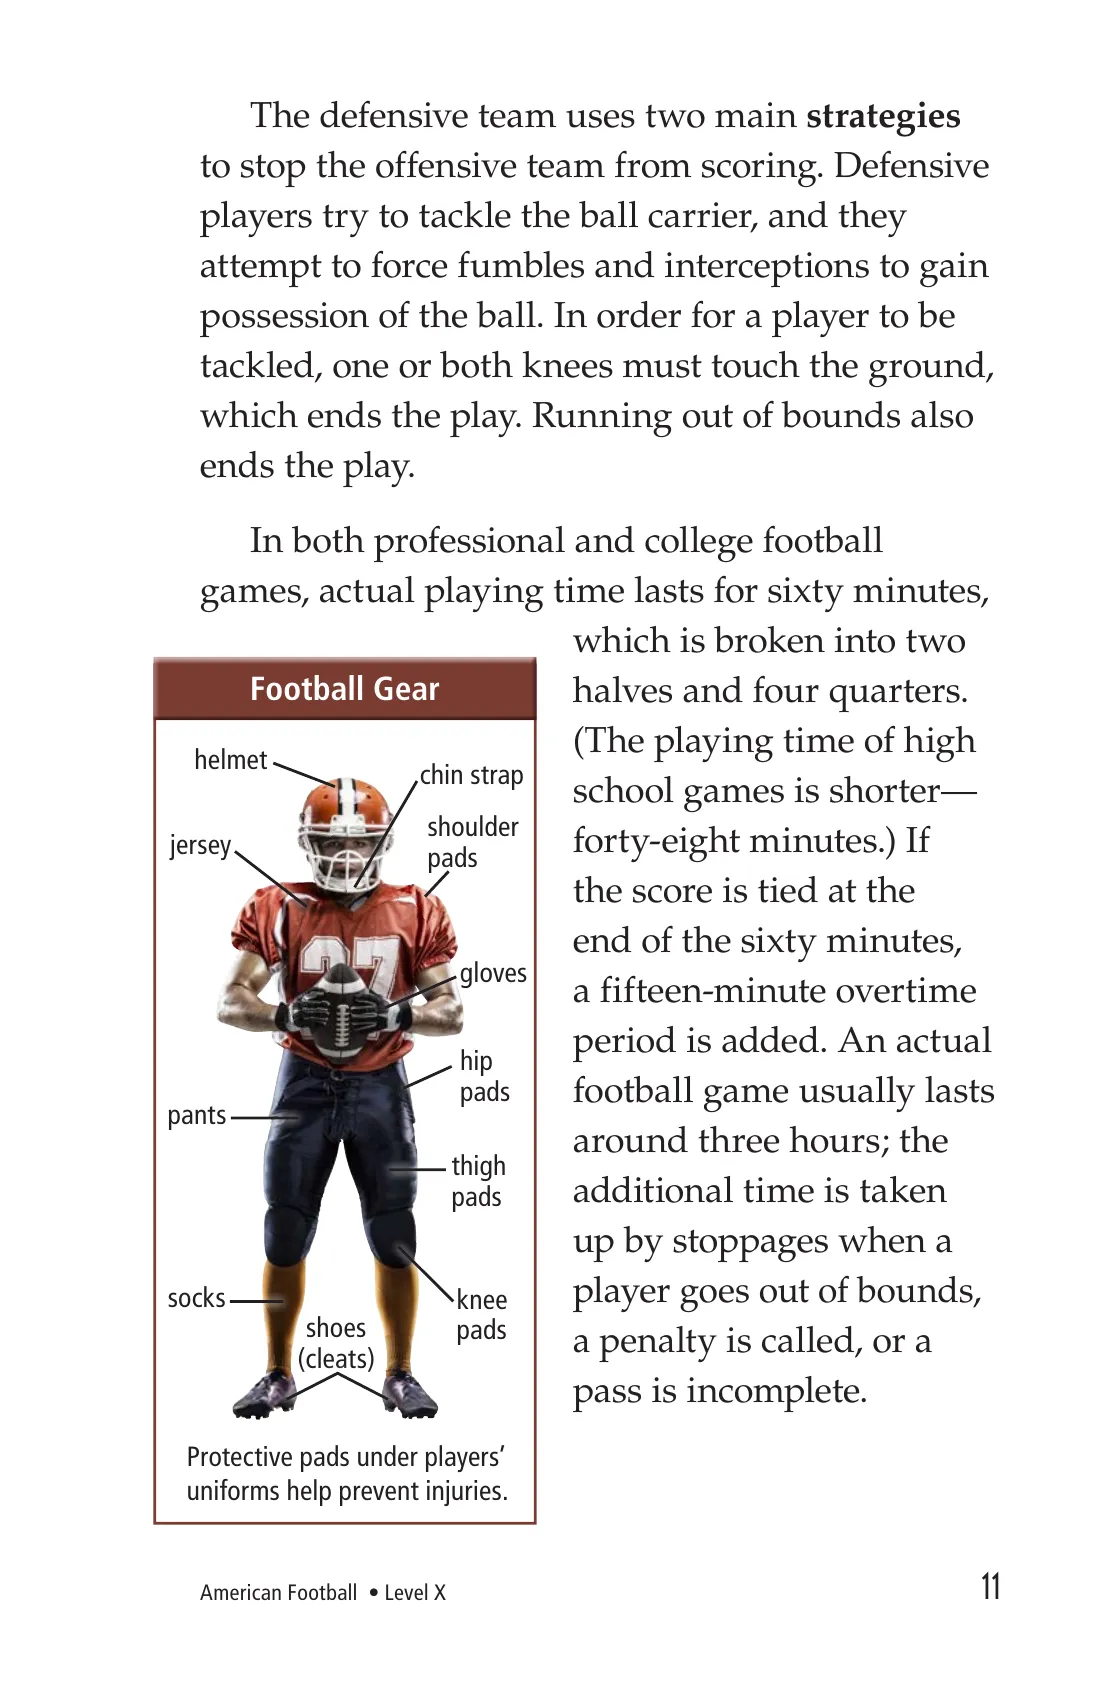 The defensive team uses two main strategies
to stop the offensive team from scoring. Defensive
players try to tackle the ball carrier, and they
attempt to force fumbles and interceptions to gain
possession of the ball. In order for a player to be
tackled, one or both knees must touch the ground,
which ends the play. Running out of bounds also
ends the play.
In both professional and college football
games, actual playing time lasts for sixty minutes,
which is broken into two
halves and four quarters.
(The playing time of high
school games is shorter—
forty-eight minutes.) If
the score is tied at the
end of the sixty minutes,
a fifteen-minute overtime
period is added. An actual
football game usually lasts
around three hours; the
additional time is taken
up by stoppages when a
player goes out of bounds,
a penalty is called, or a
pass is incomplete.
Football Gear
helmet
chin strap
shoulder
pads
jersey
27
gloves
hip
pads
pants
thigh
pads
socks
knee
pads
shoes
(cleats)
Protective pads under players’
uniforms help prevent injuries.
American Football • Level X
11